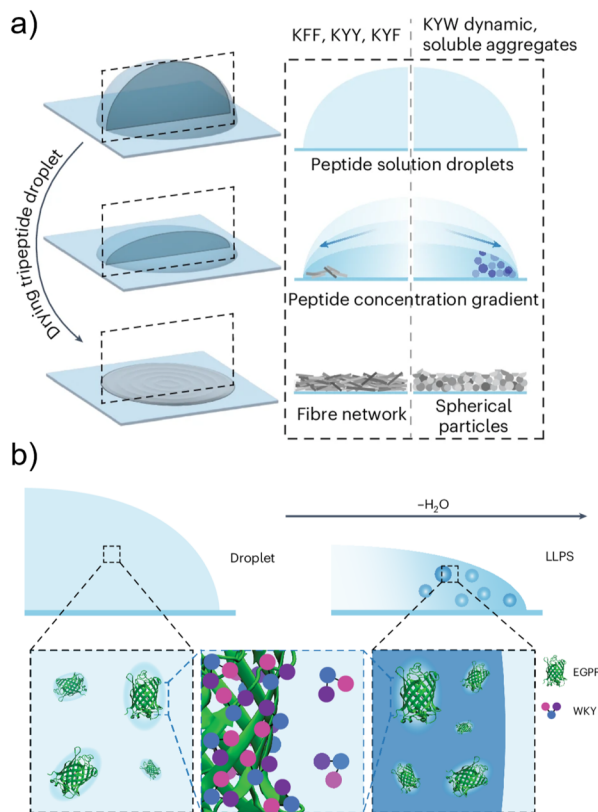 a)
KFF, KYY, KYF
KYW dynamic,
soluble aggregates
Drying tripeptide droplet
Peptide solution droplets
Peptide concentration gradient
Fibre network
Spherical
particles
b)
–H₂O
Droplet
LLPS
EGPF
WKY